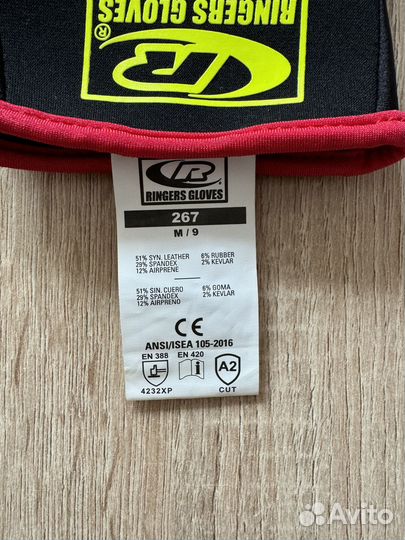 RINGERS GLOVES
®
R
R
RINGERS GLOVES
267
M / 9
51% SYN. LEATHER 6% RUBBER
29% SPANDEX 2% KEVLAR
12% AIRPRENE
51% SIN. CUERO 6% GOMA
29% SPANDEX 2% KEVLAR
12% AIRPRENO
CE
ANSI/ISEA 105-2016
EN 388 EN 420
i A2
4232XP CUT
Avito